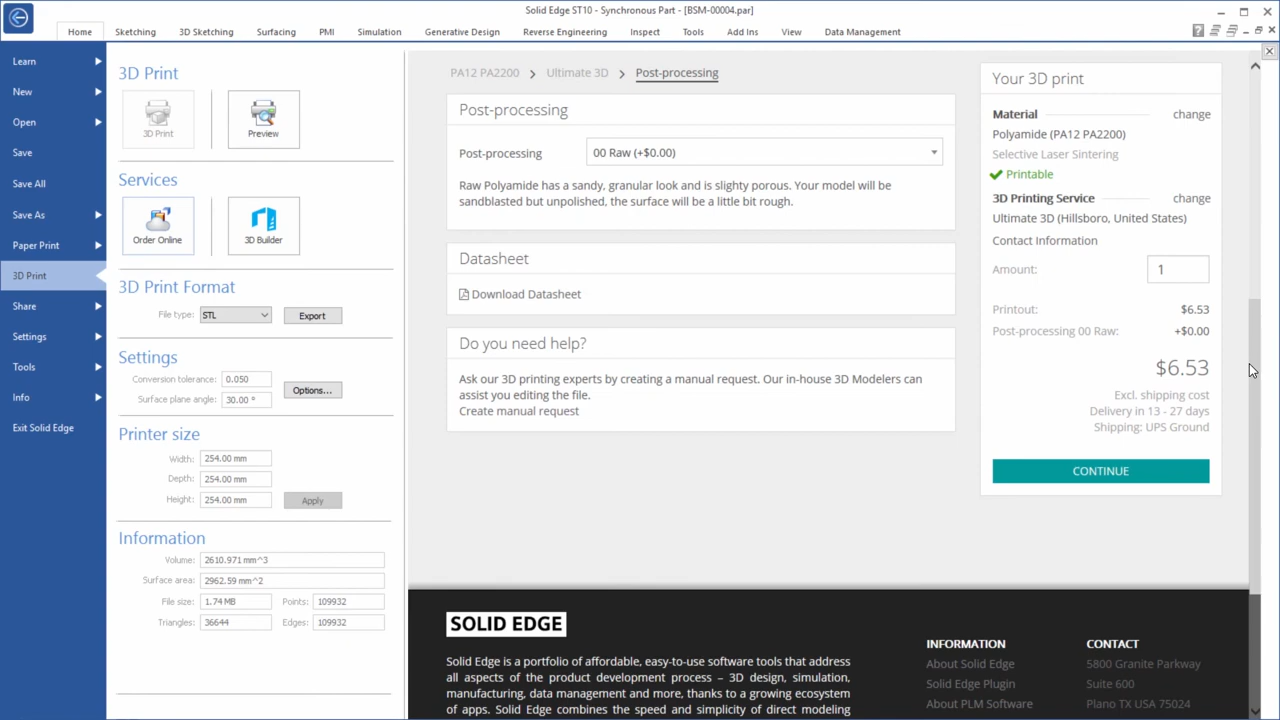 Solid Edge ST10 - Synchronous Part - [BSM-00004.par]
Home Sketching 3D Sketching Surfacing PMI Simulation Generative Design Reverse Engineering Inspect Tools Add Ins View Data Management
Learn
New
Open
Save
Save All
Save As
Paper Print
3D Print
Share
Settings
Tools
Info
Exit Solid Edge
3D Print
3D Print
Preview
Services
Order Online
3D Builder
3D Print Format
File type: STL Export
Settings
Conversion tolerance: 0.050
Surface plane angle: 30.00 °
Options...
Printer size
Width: 254.00 mm
Depth: 254.00 mm
Height: 254.00 mm Apply
Information
Volume: 2610.971 mm^3
Surface area: 2962.59 mm^2
File size: 1.74 MB Points: 109932
Triangles: 36644 Edges: 109932
PA12 PA2200 Ultimate 3D Post-processing
Post-processing
Post-processing 00 Raw (+$0.00)
Raw Polyamide has a sandy, granular look and is slighty porous. Your model will be
sandblasted but unpolished, the surface will be a little bit rough.
Datasheet
Download Datasheet
Do you need help?
Ask our 3D printing experts by creating a manual request. Our in-house 3D Modelers can
assist you editing the file.
Create manual request
Your 3D print
Material change
Polyamide (PA12 PA2200)
Selective Laser Sintering
Printable
3D Printing Service change
Ultimate 3D (Hillsboro, United States)
Contact Information
Amount: 1
Printout: $6.53
Post-processing 00 Raw: +$0.00
$6.53
Excl. shipping cost
Delivery in 13 - 27 days
Shipping: UPS Ground
CONTINUE
SOLID EDGE
Solid Edge is a portfolio of affordable, easy-to-use software tools that address
all aspects of the product development process – 3D design, simulation,
manufacturing, data management and more, thanks to a growing ecosystem
of apps. Solid Edge combines the speed and simplicity of direct modeling
INFORMATION
About Solid Edge
Solid Edge Plugin
About PLM Software
CONTACT
5800 Granite Parkway
Suite 600
Plano TX USA 75024